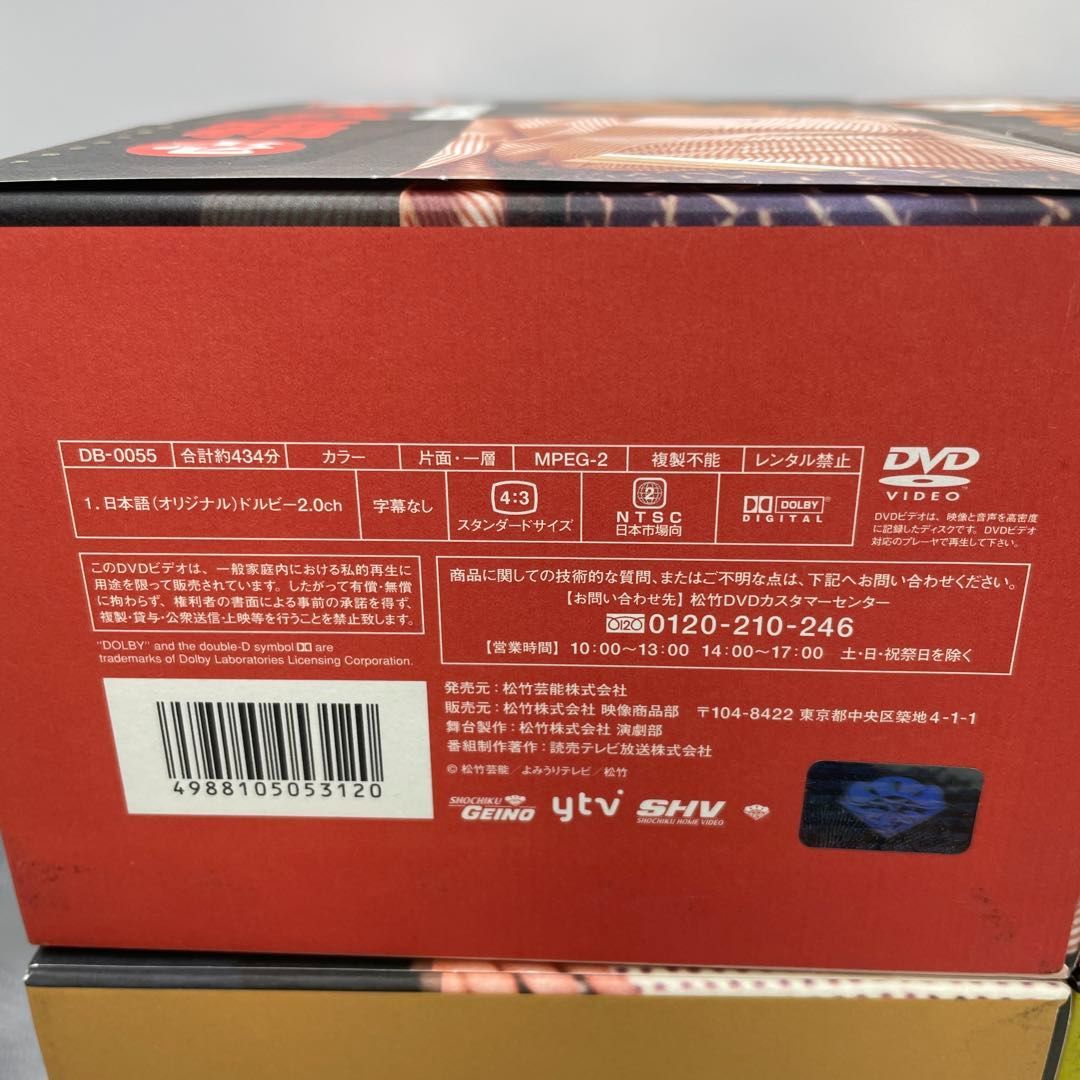 DB-0055 合計約434分 カラー 片面・一層 MPEG-2 複製不能 レンタル禁止
1. 日本語(オリジナル)ドルビー2.0ch 字幕なし
4:3
スタンダードサイズ
2
NTSC
日本市場向
DOLBY
DIGITAL
DVD
VIDEO
DVDビデオは、映像と音声を高密度
に記録したディスクです。DVDビデオ
対応のプレーヤで再生して下さい。
このDVDビデオは、一般家庭内における私的再生に
用途を限って販売されています。したがって有償・無償
に拘わらず、権利者の書面による事前の承諾を得ず、
複製・貸与・公衆送信・上映等を行うことを禁止致します。
"DOLBY" and the double-D symbol are
trademarks of Dolby Laboratories Licensing Corporation.
商品に関しての技術的な質問、またはご不明な点は、下記へお問い合わせください。
【お問い合わせ先】松竹DVDカスタマーセンター
0120-210-246
【営業時間】 10:00〜13:00 14:00〜17:00 土・日・祝祭日を除く
4988105053120
発売元:松竹芸能株式会社
販売元:松竹株式会社 映像商品部 〒104-8422 東京都中央区築地4-1-1
舞台製作:松竹株式会社 演劇部
番組制作著作:読売テレビ放送株式会社
© 松竹芸能/よみうりテレビ/松竹
SHOCHIKU
GEINO
ytv
SHV
SHOCHIKU HOME VIDEO